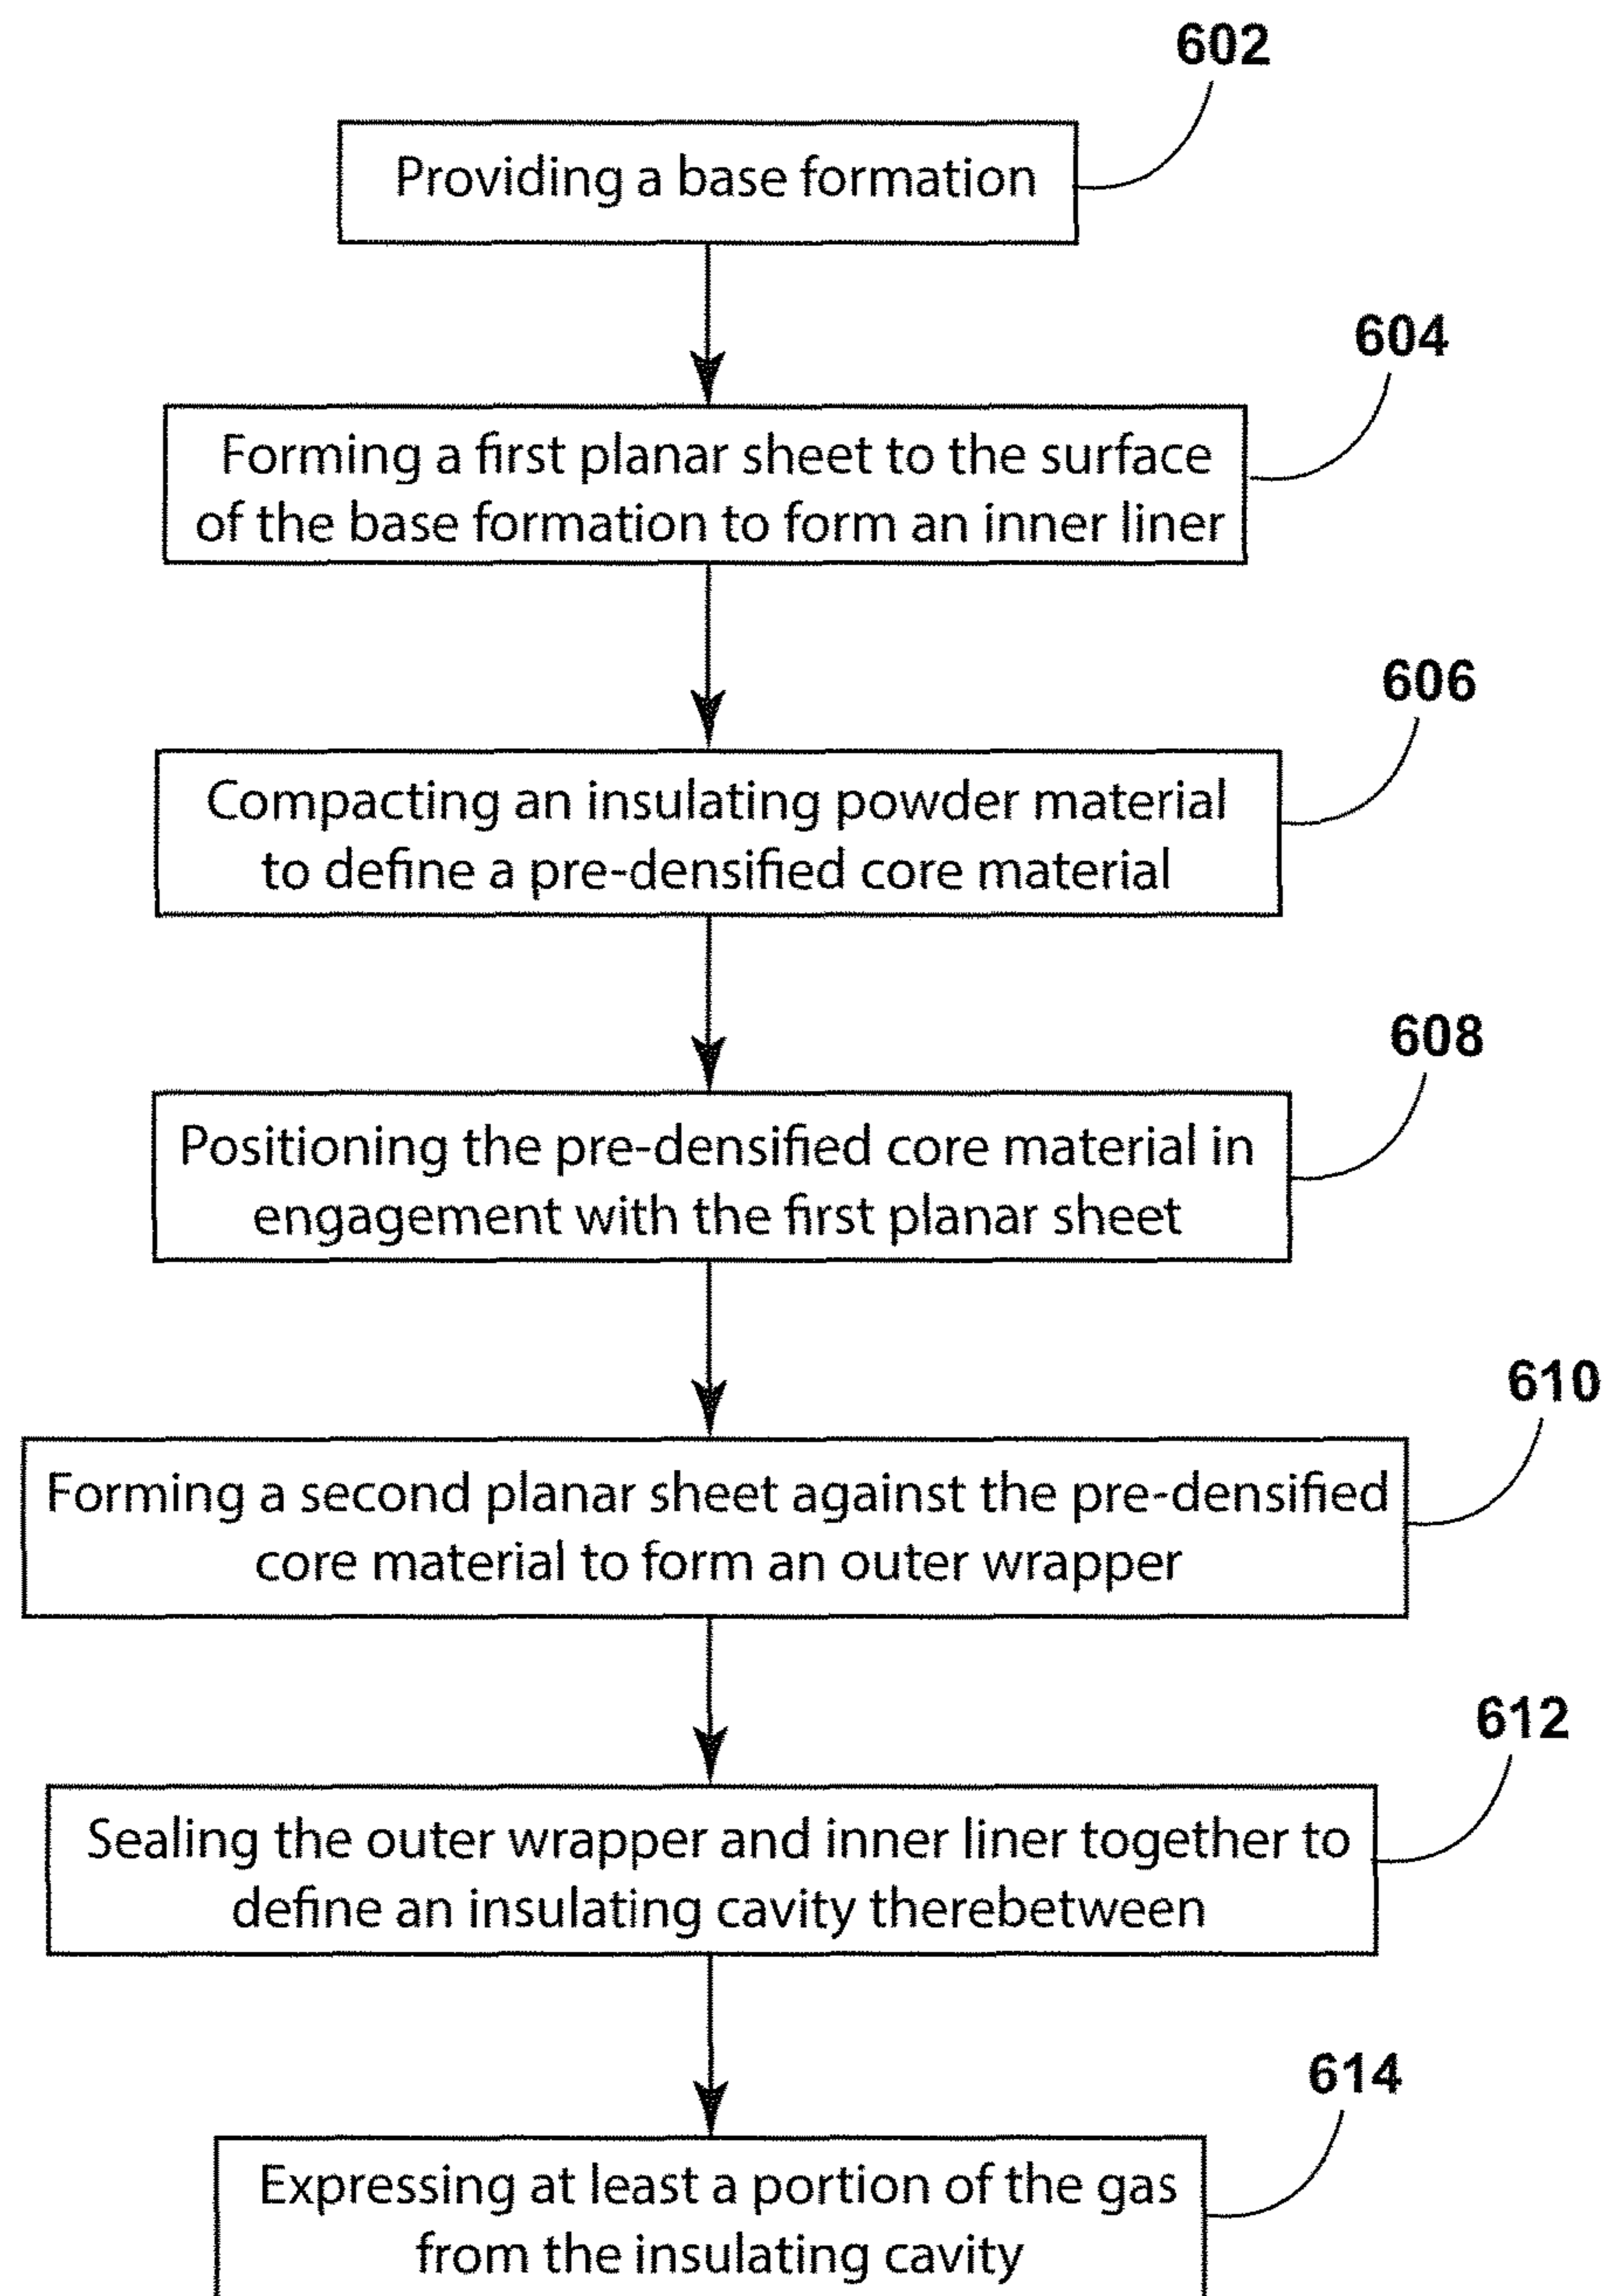 602
Providing a base formation
604
Forming a first planar sheet to the surface
of the base formation to form an inner liner
606
Compacting an insulating powder material
to define a pre-densified core material
608
Positioning the pre-densified core material in
engagement with the first planar sheet
610
Forming a second planar sheet against the pre-densified
core material to form an outer wrapper
612
Sealing the outer wrapper and inner liner together to
define an insulating cavity therebetween
614
Expressing at least a portion of the gas
from the insulating cavity